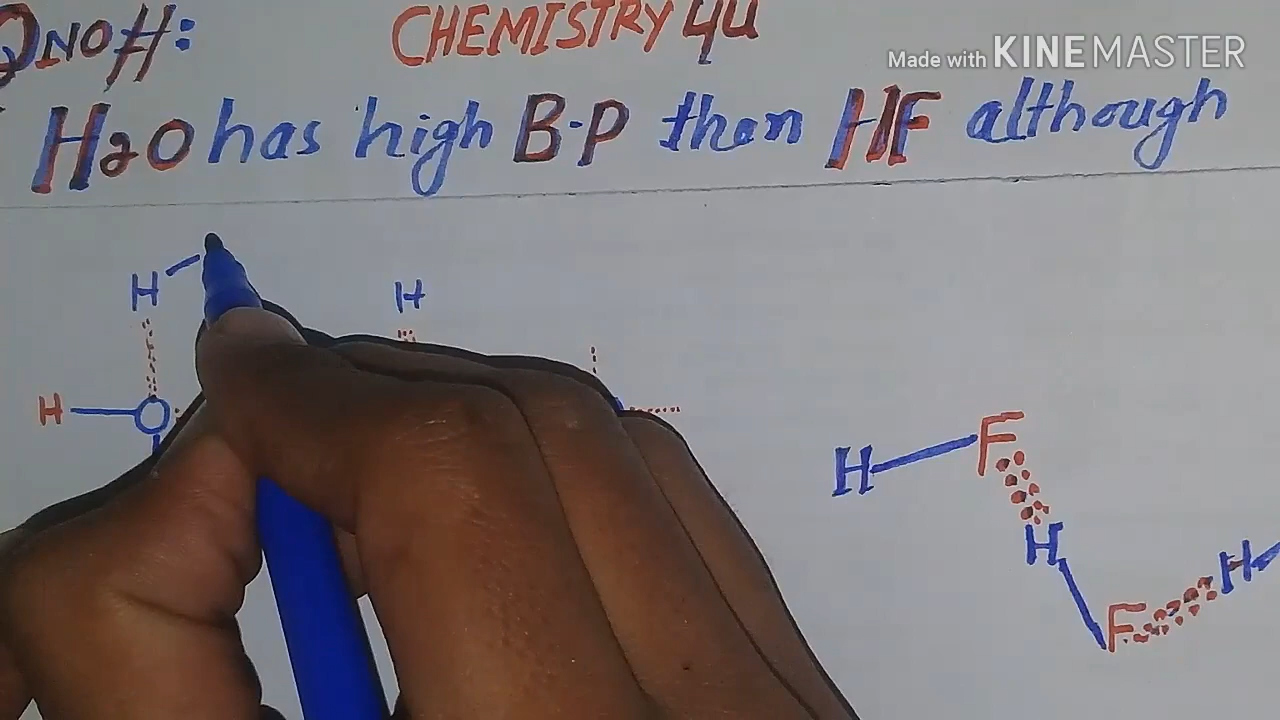 QNO#:
CHEMISTRY 4U
Made with KINEMASTER
H2O has high B.P than HF although
H
H
H O
H F
H
H
F